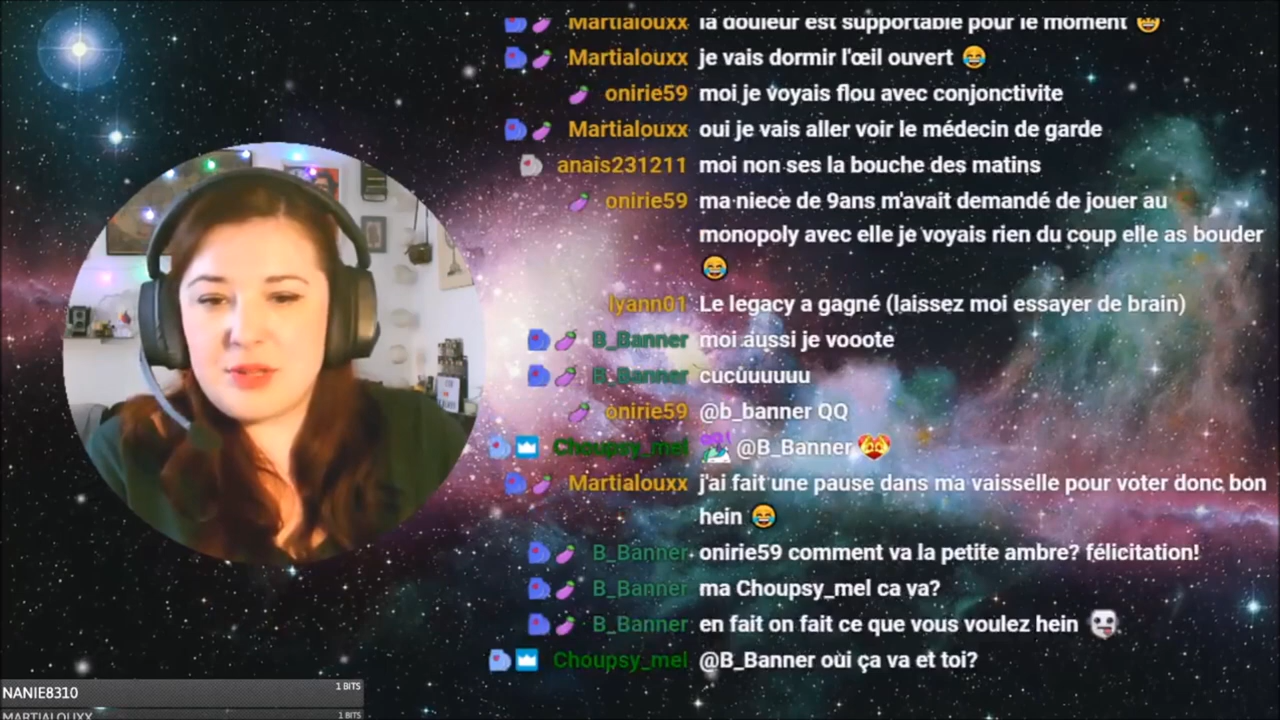 Martialouxx la douleur est supportable pour le moment 😄
Martialouxx je vais dormir l'œil ouvert 😂
onirie59 moi je voyais flou avec conjonctivite
Martialouxx oui je vais aller voir le médecin de garde
anais231211 moi non ses la bouche des matins
onirie59 ma niece de 9ans m'avait demandé de jouer au
monopoly avec elle je voyais rien du coup elle as bouder
😂
lyann01 Le legacy a gagné (laissez moi essayer de brain)
B_Banner moi aussi je vooote
B_Banner cucùuuuuu
onirie59 @b_banner QQ
Choupsy_mel @B_Banner
Martialouxx j'ai fait une pause dans ma vaisselle pour voter donc bon
hein 😂
B_Banner onirie59 comment va la petite ambre? félicitation!
B_Banner ma Choupsy_mel ca va?
B_Banner en fait on fait ce que vous voulez hein
Choupsy_mel @B_Banner oui ça va et toi?
NANIE8310 1 BITS
MARTIALOUXX 1 BITS